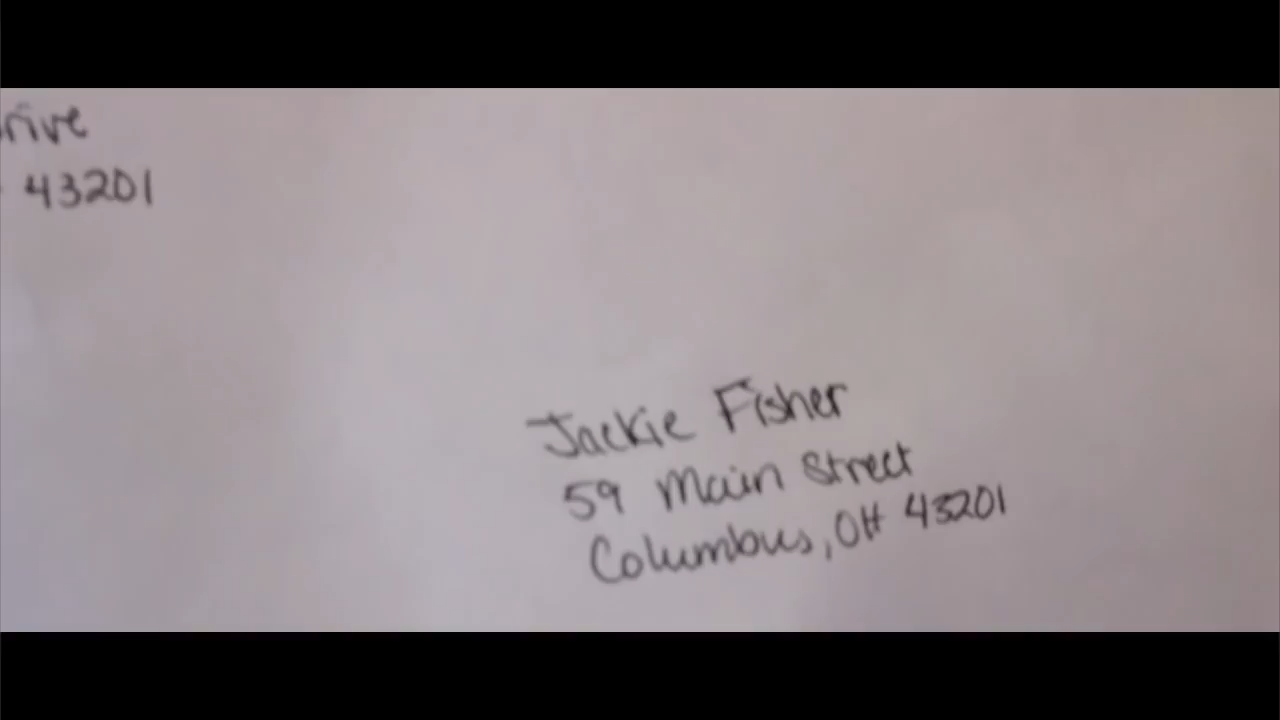 rive
43201
Jackie Fisher
59 Main Street
Columbus, OH 43201